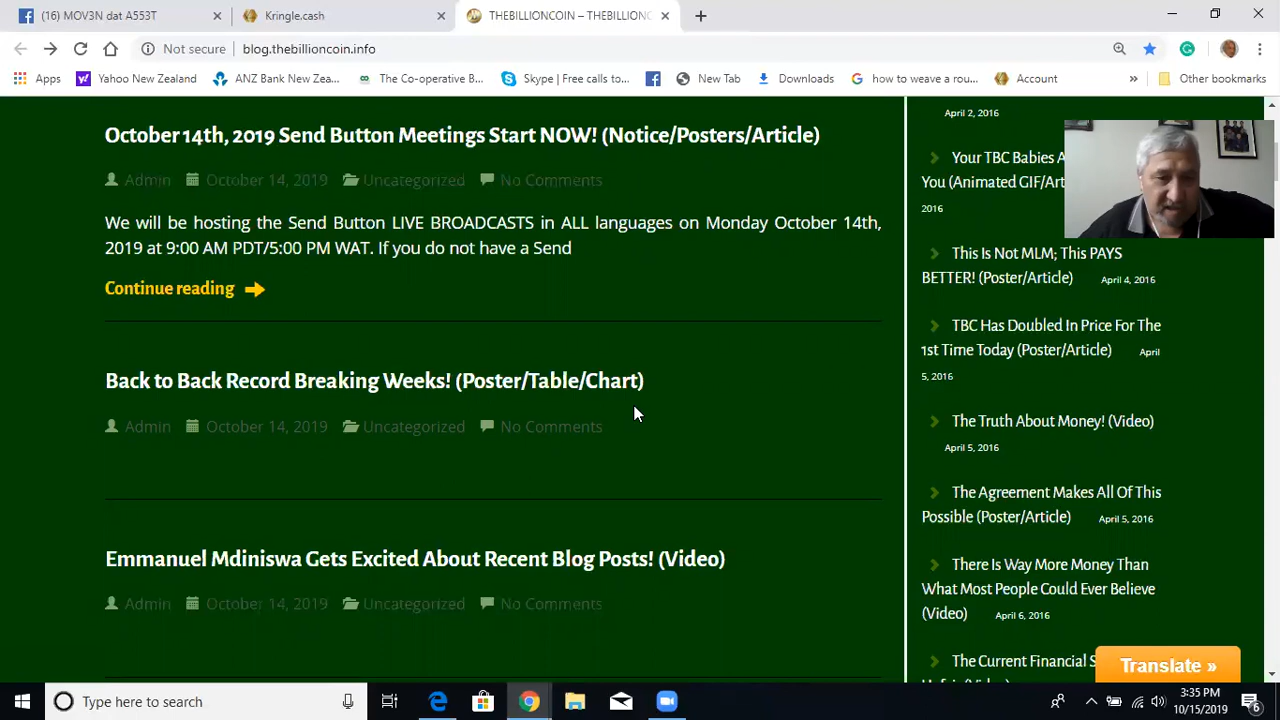 (16) MOV3N dat A553T
Kringle.cash
THEBILLIONCOIN – THEBILLIONCOIN
Not secure
blog.thebillioncoin.info
Apps
Yahoo New Zealand
ANZ Bank New Zea...
The Co-operative B...
Skype | Free calls to...
New Tab
Downloads
how to weave a rou...
Account
»
Other bookmarks
October 14th, 2019 Send Button Meetings Start NOW! (Notice/Posters/Article)
Admin October 14, 2019 Uncategorized No Comments
We will be hosting the Send Button LIVE BROADCASTS in ALL languages on Monday October 14th,
2019 at 9:00 AM PDT/5:00 PM WAT. If you do not have a Send
Continue reading
Back to Back Record Breaking Weeks! (Poster/Table/Chart)
Admin October 14, 2019 Uncategorized No Comments
Emmanuel Mdiniswa Gets Excited About Recent Blog Posts! (Video)
Admin October 14, 2019 Uncategorized No Comments
April 2, 2016
Your TBC Babies
You (Animated GIF/Art
2016
This Is Not MLM; This PAYS
BETTER! (Poster/Article) April 4, 2016
TBC Has Doubled In Price For The
1st Time Today (Poster/Article) April
5, 2016
The Truth About Money! (Video)
April 5, 2016
The Agreement Makes All Of This
Possible (Poster/Article) April 5, 2016
There Is Way More Money Than
What Most People Could Ever Believe
(Video) April 6, 2016
The Current Financial
Translate »
Type here to search
3:35 PM
10/15/2019
6